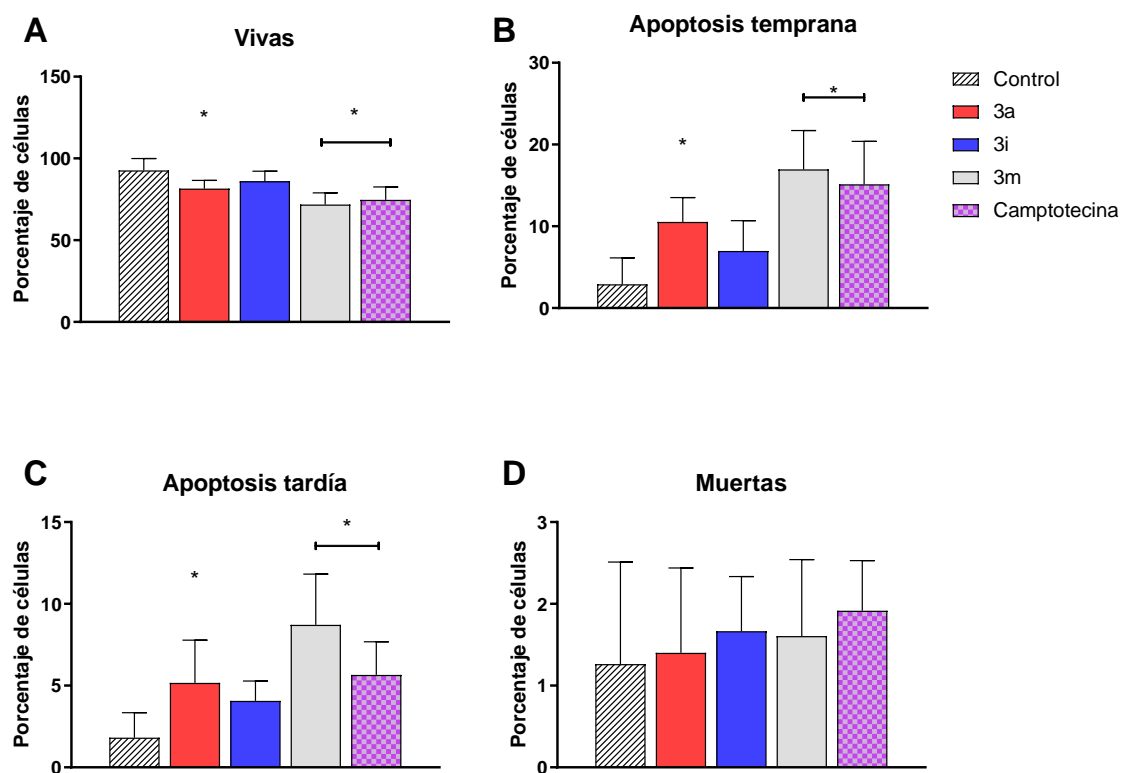 A
Vivas
Porcentaje de células
150
100
50
0
*
*
B
Apoptosis temprana
Porcentaje de células
30
20
10
0
*
*
Control
3a
3i
3m
Camptotecina
C
Apoptosis tardía
Porcentaje de células
15
10
5
0
*
*
D
Muertas
Porcentaje de células
3
2
1
0